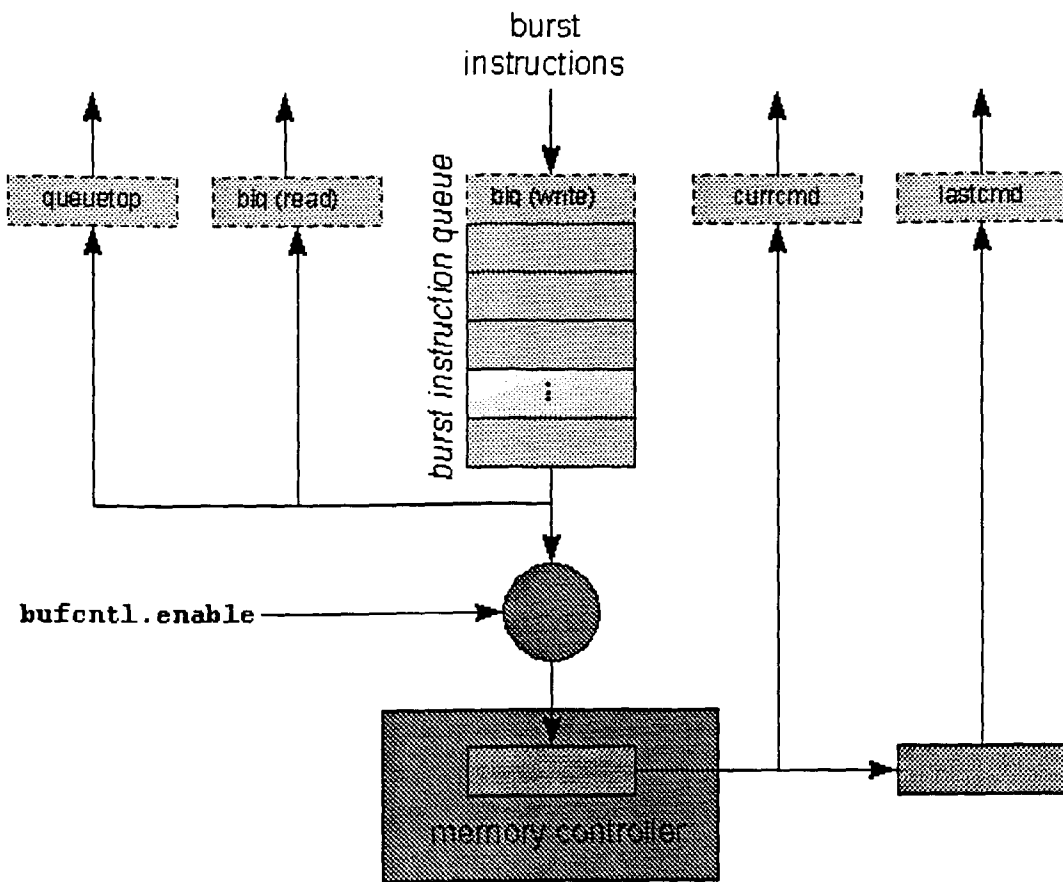 burst
instructions
queuetop
biq (read)
biq (write)
currcmd
lastcmd
burst instruction queue
...
bufcntl.enable
memory controller